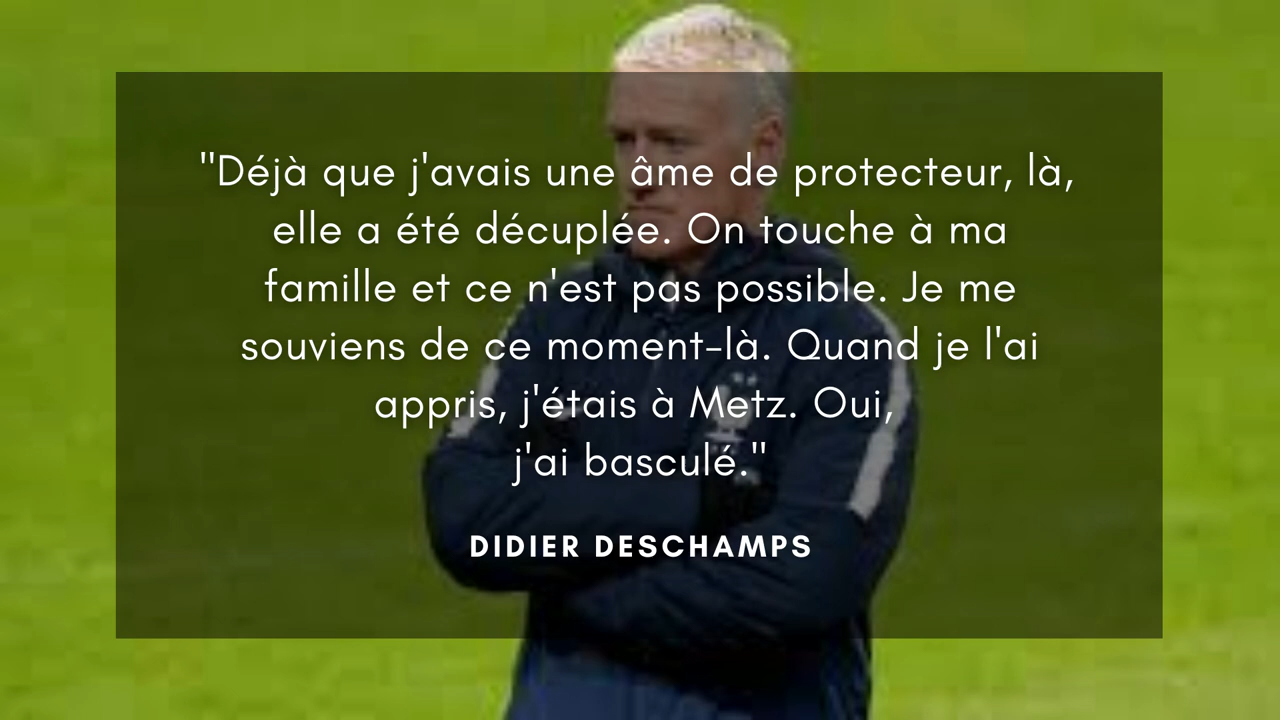 "Déjà que j'avais une âme de protecteur, là,
elle a été décuplée. On touche à ma
famille et ce n'est pas possible. Je me
souviens de ce moment-là. Quand je l'ai
appris, j'étais à Metz. Oui,
j'ai basculé."
DIDIER DESCHAMPS